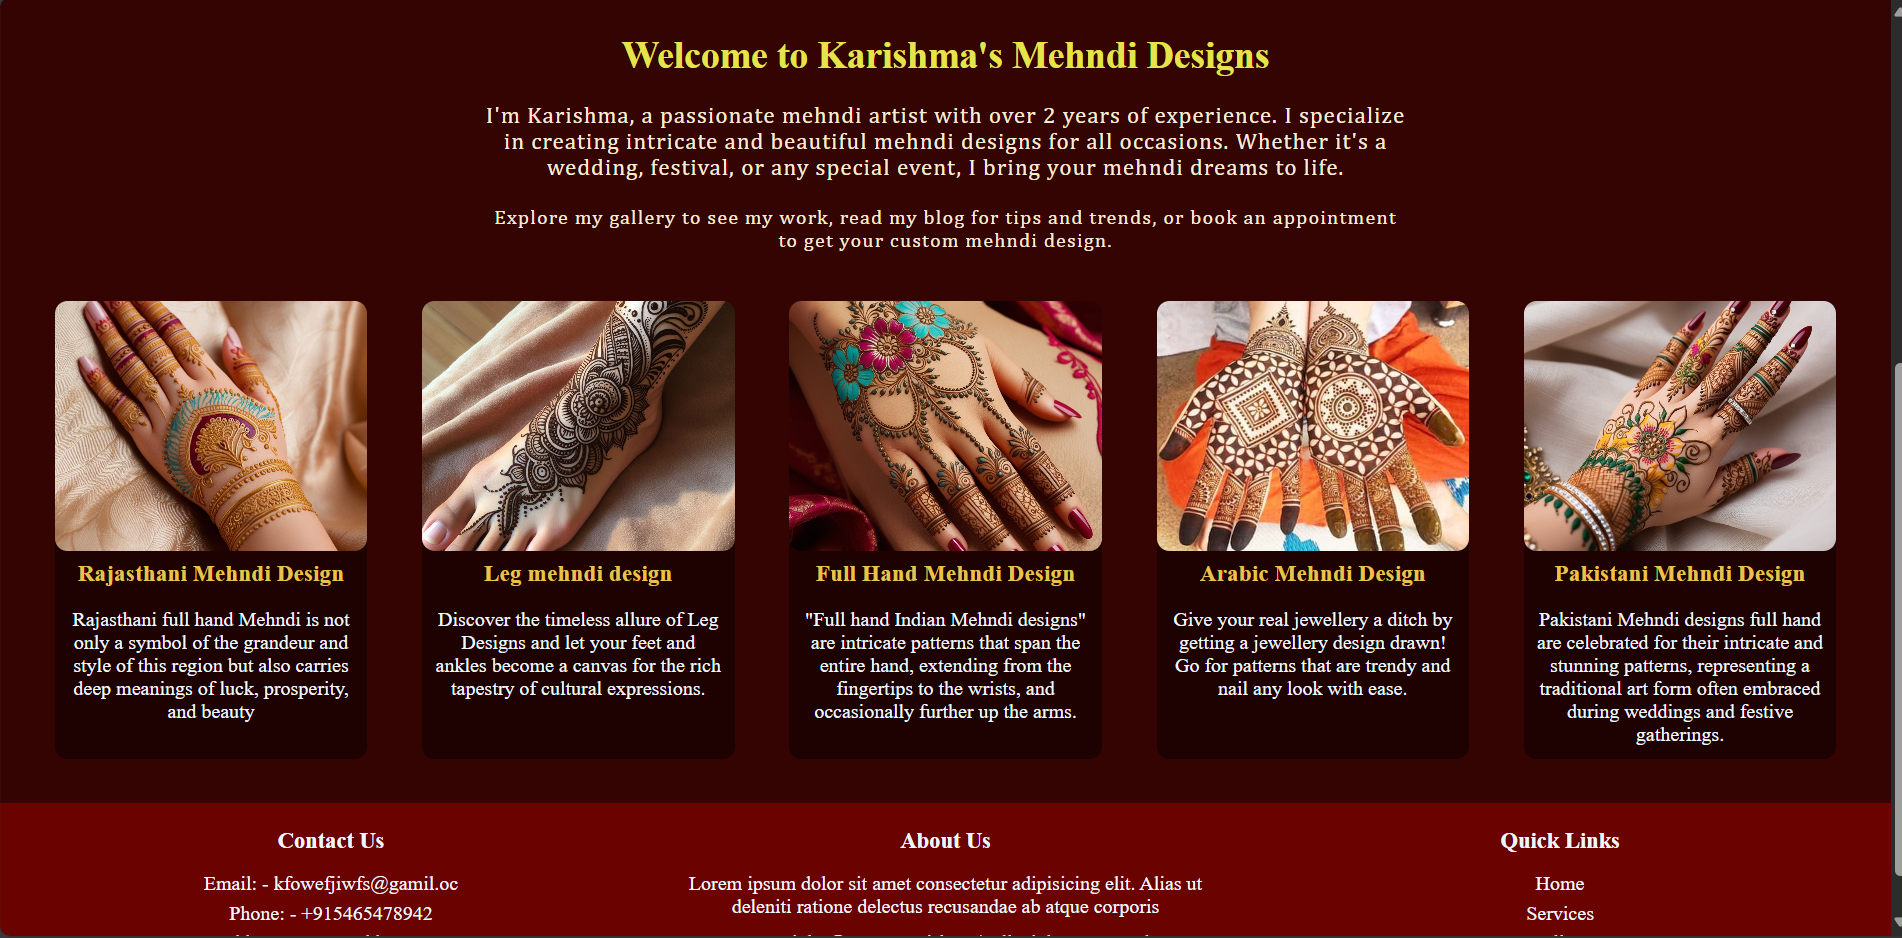 Welcome to Karishma's Mehndi Designs
I'm Karishma, a passionate mehndi artist with over 2 years of experience. I specialize
in creating intricate and beautiful mehndi designs for all occasions. Whether it's a
wedding, festival, or any special event, I bring your mehndi dreams to life.
Explore my gallery to see my work, read my blog for tips and trends, or book an appointment
to get your custom mehndi design.
Rajasthani Mehndi Design
Rajasthani full hand Mehndi is not
only a symbol of the grandeur and
style of this region but also carries
deep meanings of luck, prosperity,
and beauty
Leg mehndi design
Discover the timeless allure of Leg
Designs and let your feet and
ankles become a canvas for the rich
tapestry of cultural expressions.
Full Hand Mehndi Design
"Full hand Indian Mehndi designs"
are intricate patterns that span the
entire hand, extending from the
fingertips to the wrists, and
occasionally further up the arms.
Arabic Mehndi Design
Give your real jewellery a ditch by
getting a jewellery design drawn!
Go for patterns that are trendy and
nail any look with ease.
Pakistani Mehndi Design
Pakistani Mehndi designs full hand
are celebrated for their intricate and
stunning patterns, representing a
traditional art form often embraced
during weddings and festive
gatherings.
Contact Us
Email: - kfowefjiwfs@gamil.oc
Phone: - +915465478942
About Us
Lorem ipsum dolor sit amet consectetur adipisicing elit. Alias ut
deleniti ratione delectus recusandae ab atque corporis
Quick Links
Home
Services